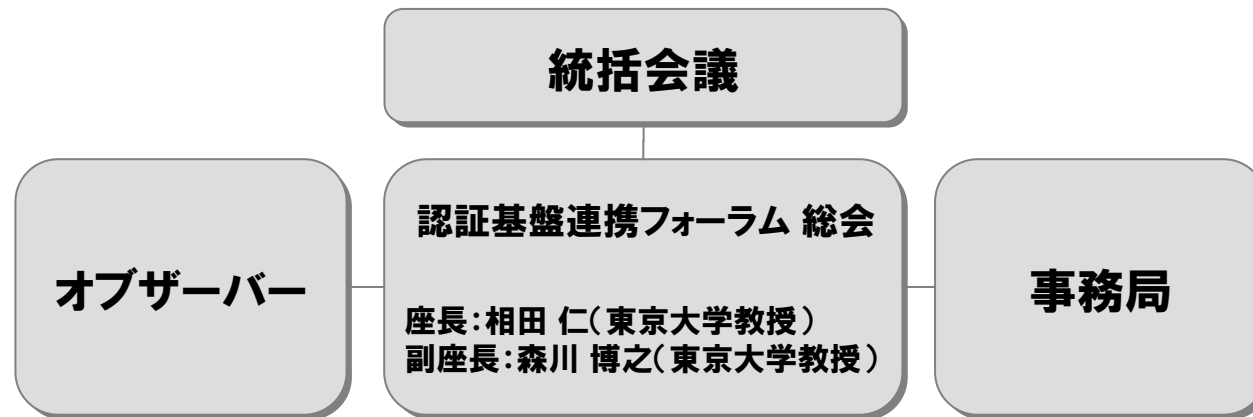 統括会議
オブザーバー
認証基盤連携フォーラム 総会
座長：相田 仁（東京大学教授）
副座長：森川 博之（東京大学教授）
事務局